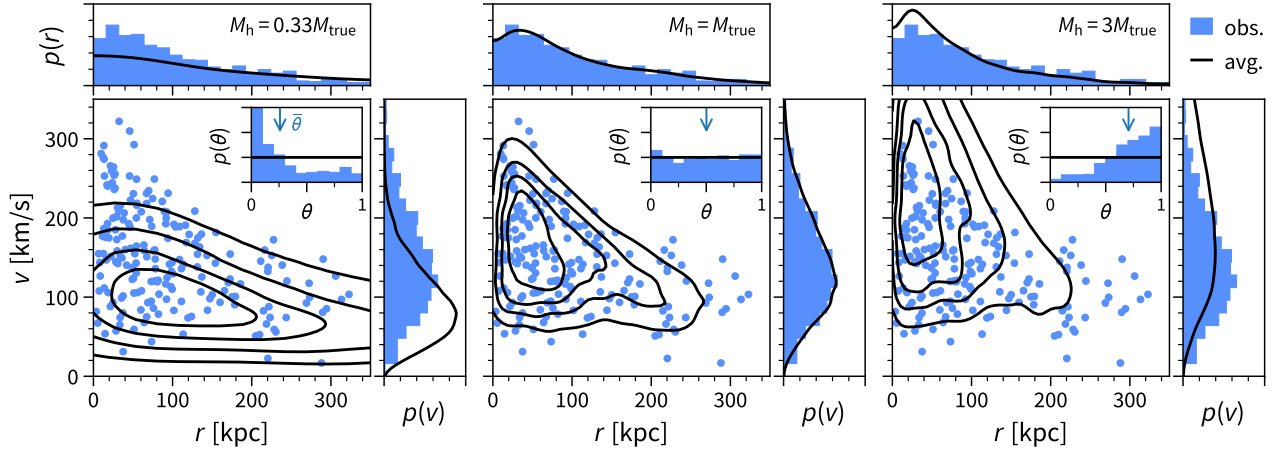 p(r)
M_h = 0.33M_true
M_h = M_true
M_h = 3M_true
obs.
avg.
v [km/s]
300
200
100
0
p(θ)
θ̄
0 θ 1
p(θ)
0 θ 1
p(θ)
0 θ 1
0 100 200 300
r [kpc]
p(v)
0 100 200 300
r [kpc]
p(v)
0 100 200 300
r [kpc]
p(v)